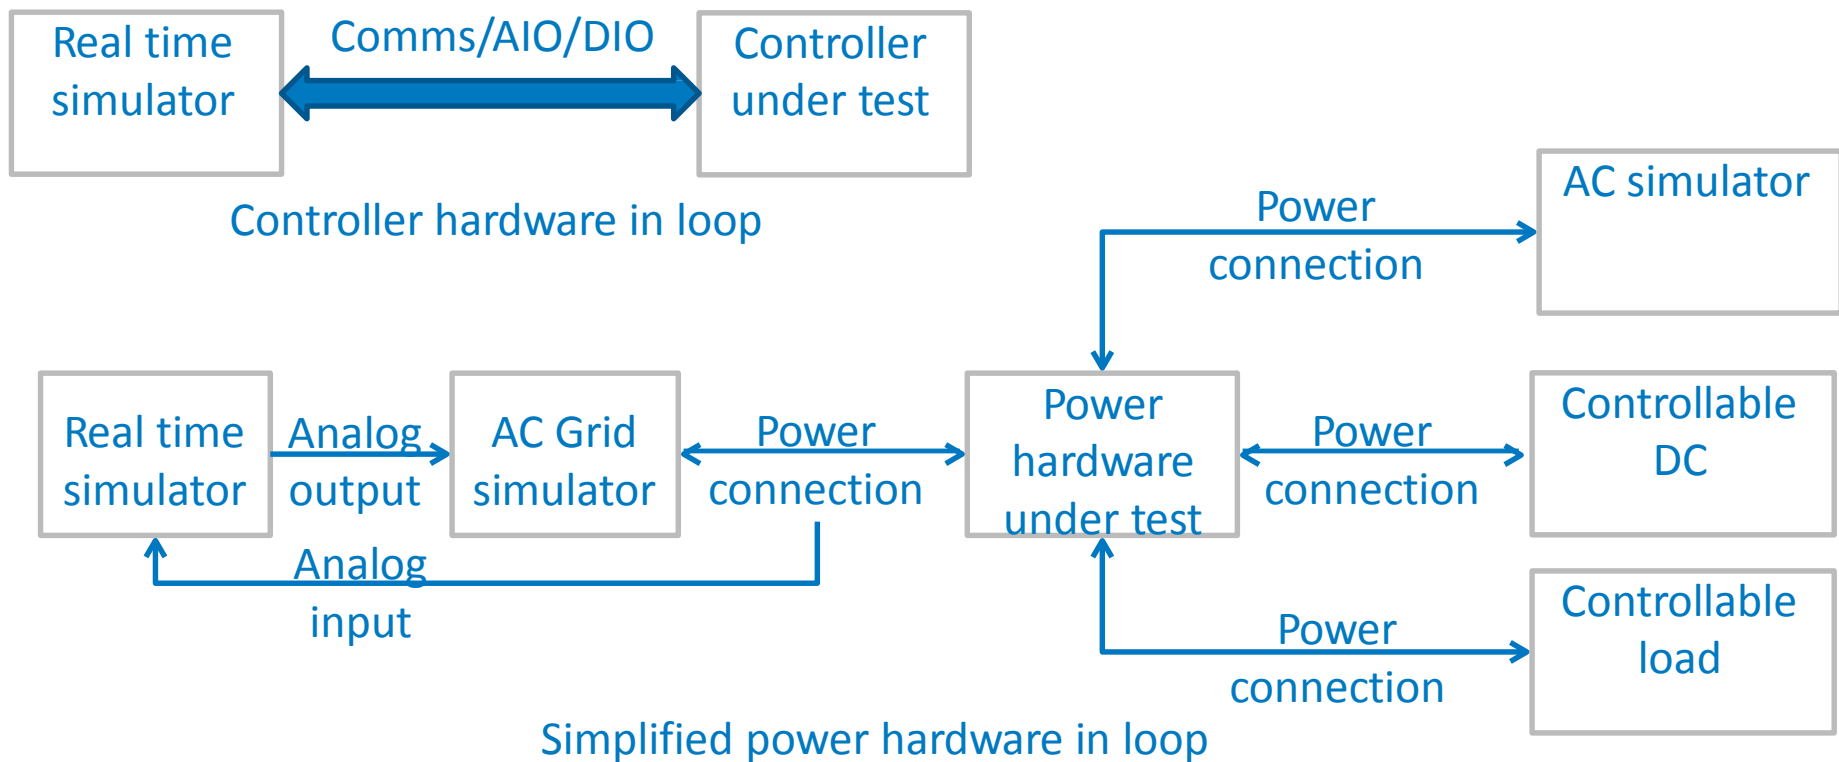 Real time
simulator
Comms/AIO/DIO
Controller
under test
Controller hardware in loop
AC simulator
Power
connection
Real time
simulator
Analog
output
AC Grid
simulator
Power
connection
Power
hardware
under test
Power
connection
Controllable
DC
Analog
input
Power
connection
Controllable
load
Simplified power hardware in loop